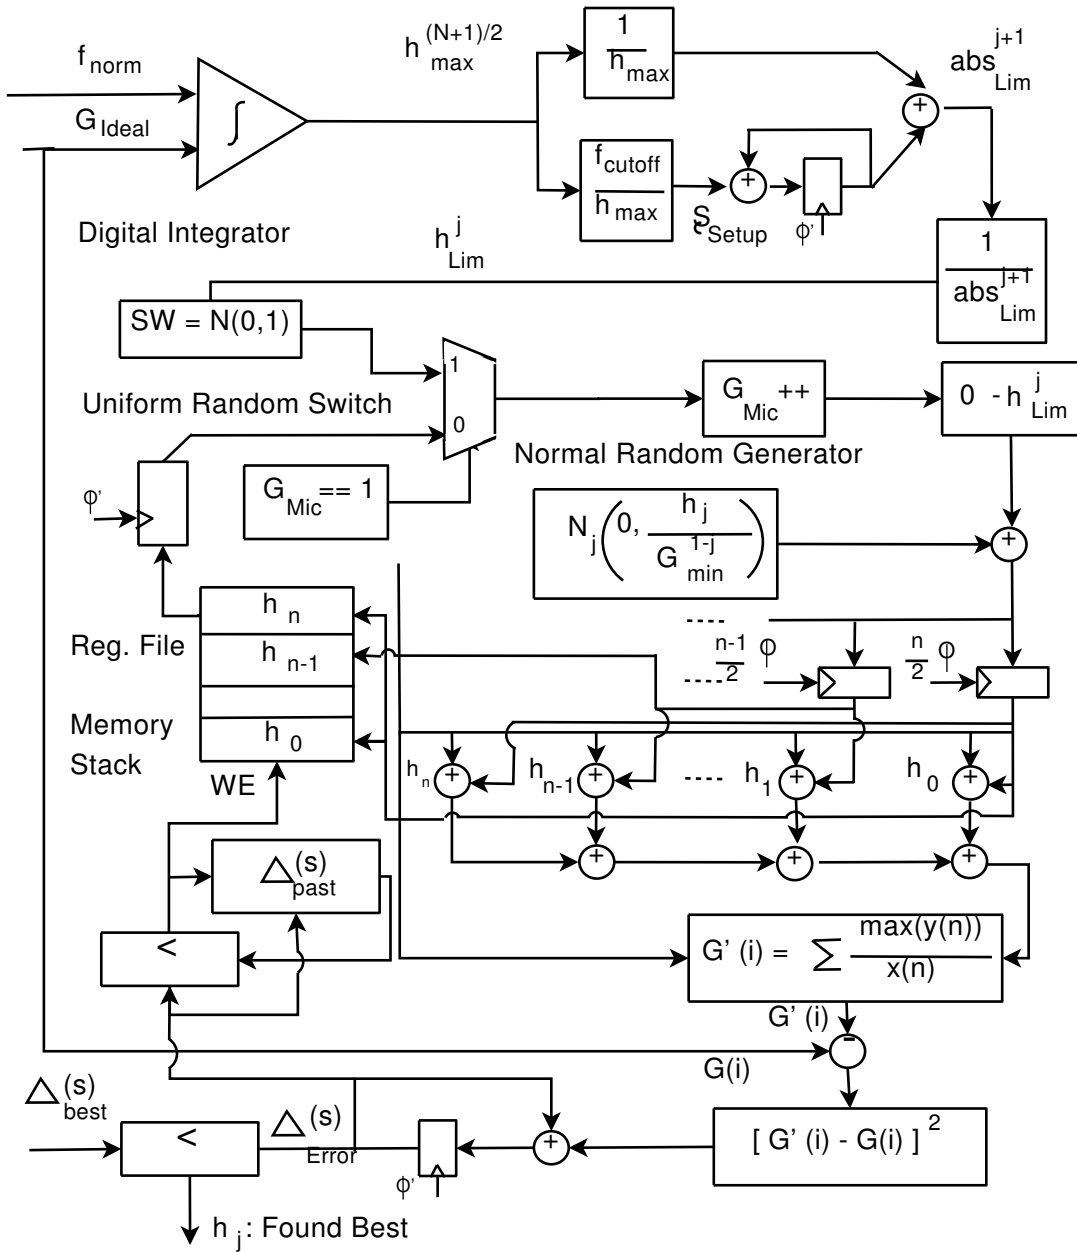 f norm
G Ideal
∫
h max (N+1)/2
1
h max
abs Lim j+1
+
f cutoff
h max
+
S c Setup
φ'
Digital Integrator
h Lim j
1
abs Lim j+1
SW = N(0,1)
1
0
Uniform Random Switch
G Mic ++
0 - h Lim j
Normal Random Generator
G Mic == 1
φ'
N j (0, h j / G min 1-j)
+
h n
h n-1
h 0
Reg. File
Memory
Stack
WE
.....
n-1
2
φ
n
2
φ
.....
h n
+
h n-1
+
....
h 1
+
h 0
+
+
+
+
Δ past (s)
<
G' (i) = ∑ max(y(n))
x(n)
G' (i)
-
G(i)
Δ best (s)
<
Δ Error (s)
φ'
+
[ G' (i) - G(i) ] 2
h j : Found Best